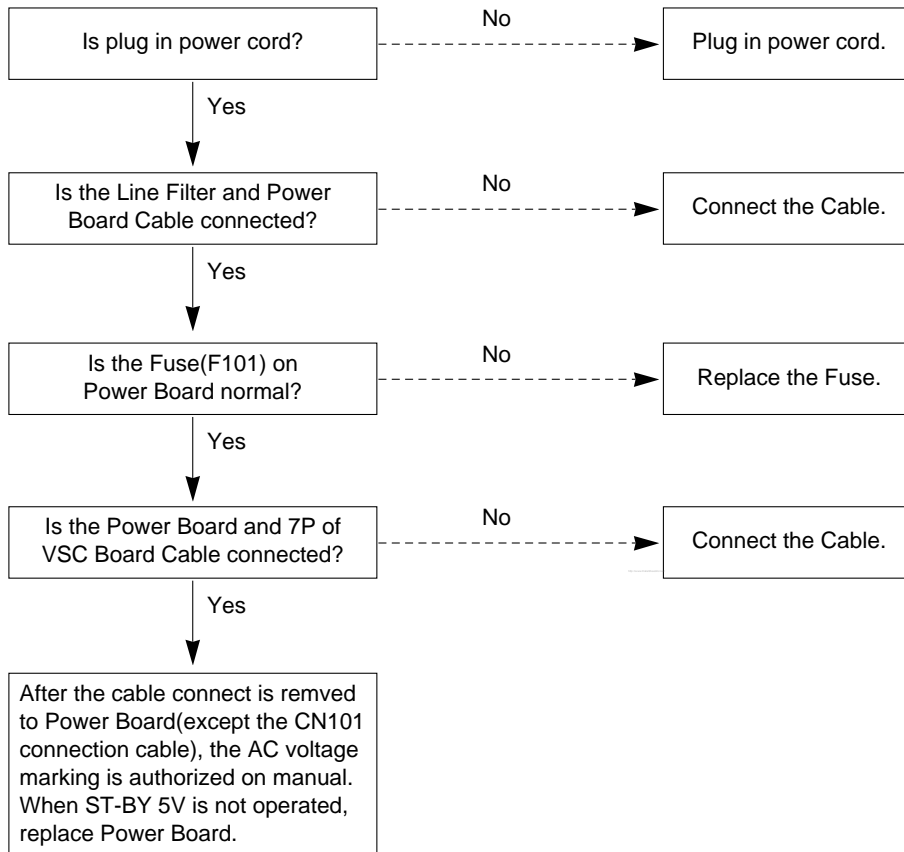 Is plug in power cord?
No
Plug in power cord.
Yes
Is the Line Filter and Power
Board Cable connected?
No
Connect the Cable.
Yes
Is the Fuse(F101) on
Power Board normal?
No
Replace the Fuse.
Yes
Is the Power Board and 7P of
VSC Board Cable connected?
No
Connect the Cable.
Yes
After the cable connect is remved
to Power Board(except the CN101
connection cable), the AC voltage
marking is authorized on manual.
When ST-BY 5V is not operated,
replace Power Board.